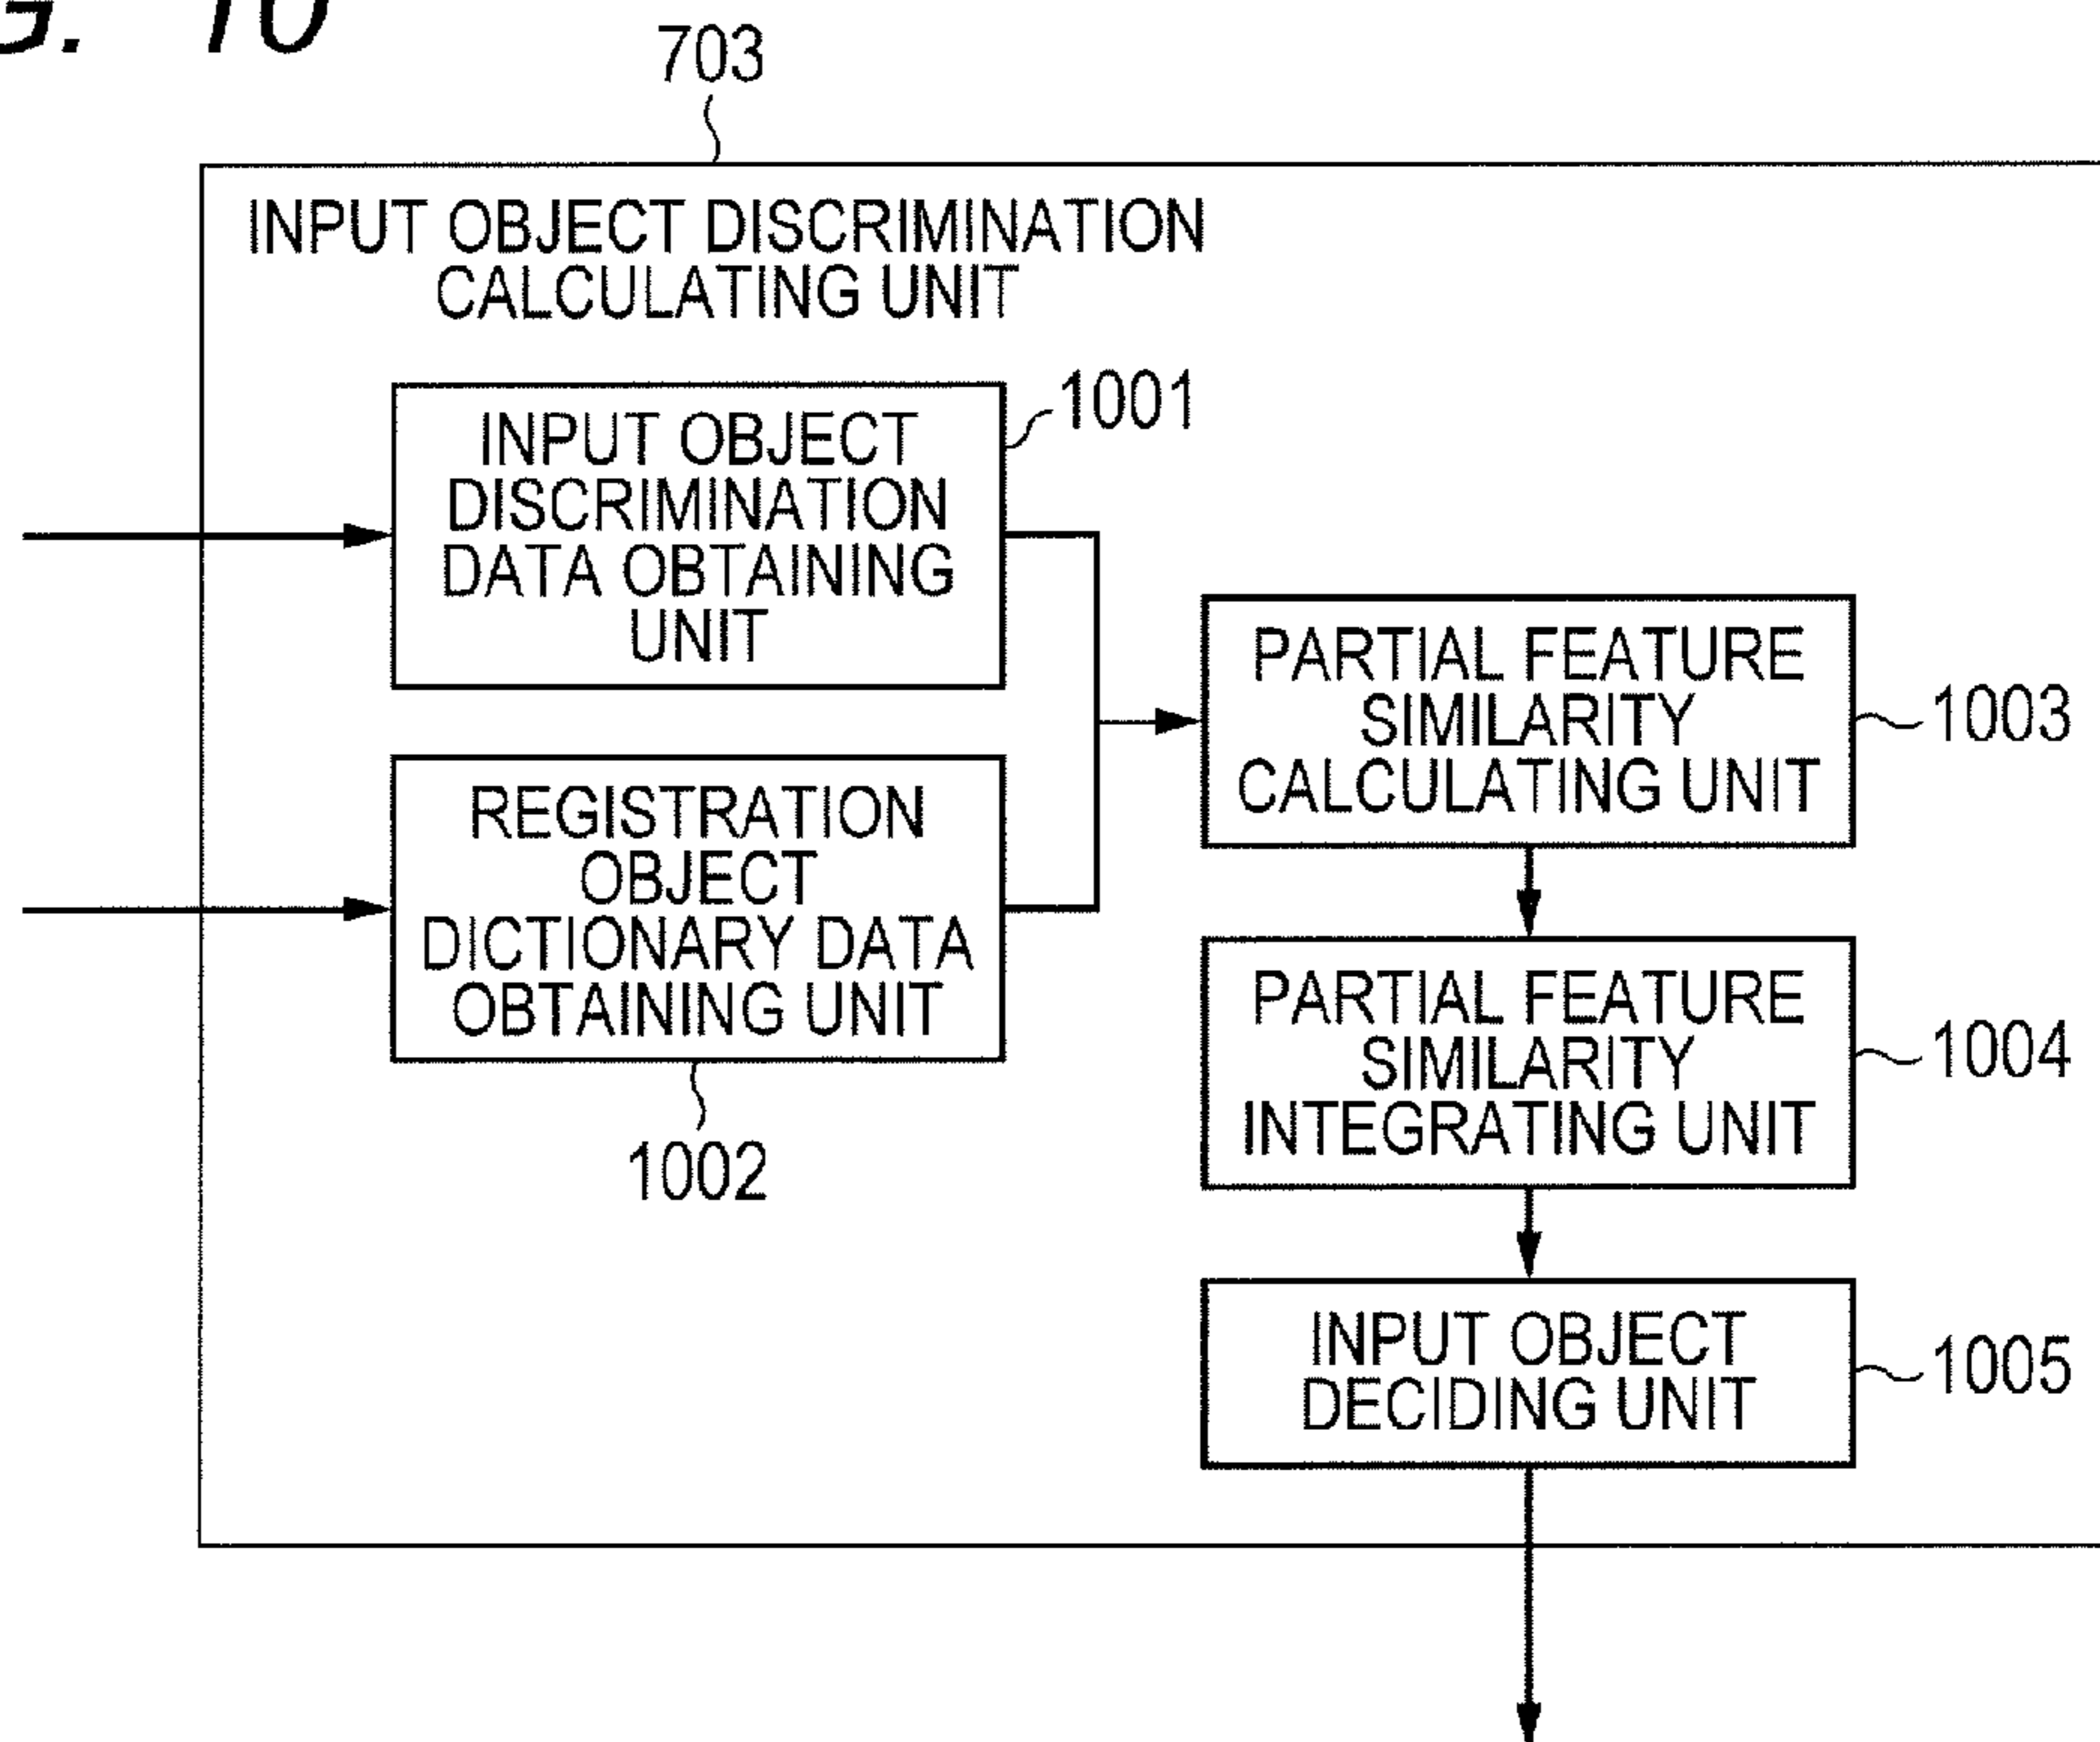 G. 10
703
INPUT OBJECT DISCRIMINATION
CALCULATING UNIT
INPUT OBJECT
DISCRIMINATION
DATA OBTAINING
UNIT
1001
REGISTRATION
OBJECT
DICTIONARY DATA
OBTAINING UNIT
1002
PARTIAL FEATURE
SIMILARITY
CALCULATING UNIT
1003
PARTIAL FEATURE
SIMILARITY
INTEGRATING UNIT
1004
INPUT OBJECT
DECIDING UNIT
1005